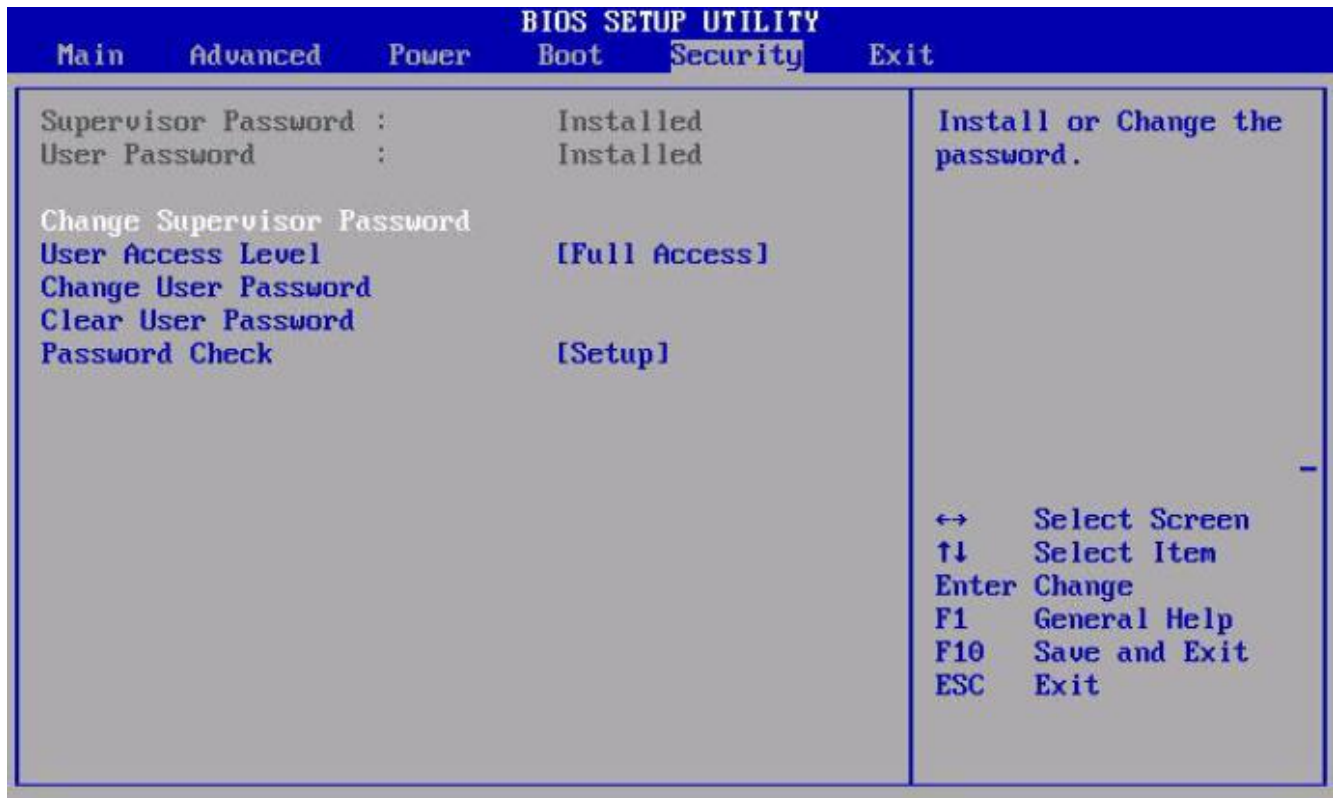 BIOS SETUP UTILITY
Main Advanced Power Boot Security Exit
Supervisor Password : Installed
User Password : Installed
Change Supervisor Password
User Access Level [Full Access]
Change User Password
Clear User Password
Password Check [Setup]
Install or Change the
password.
←→ Select Screen
↑↓ Select Item
Enter Change
F1 General Help
F10 Save and Exit
ESC Exit